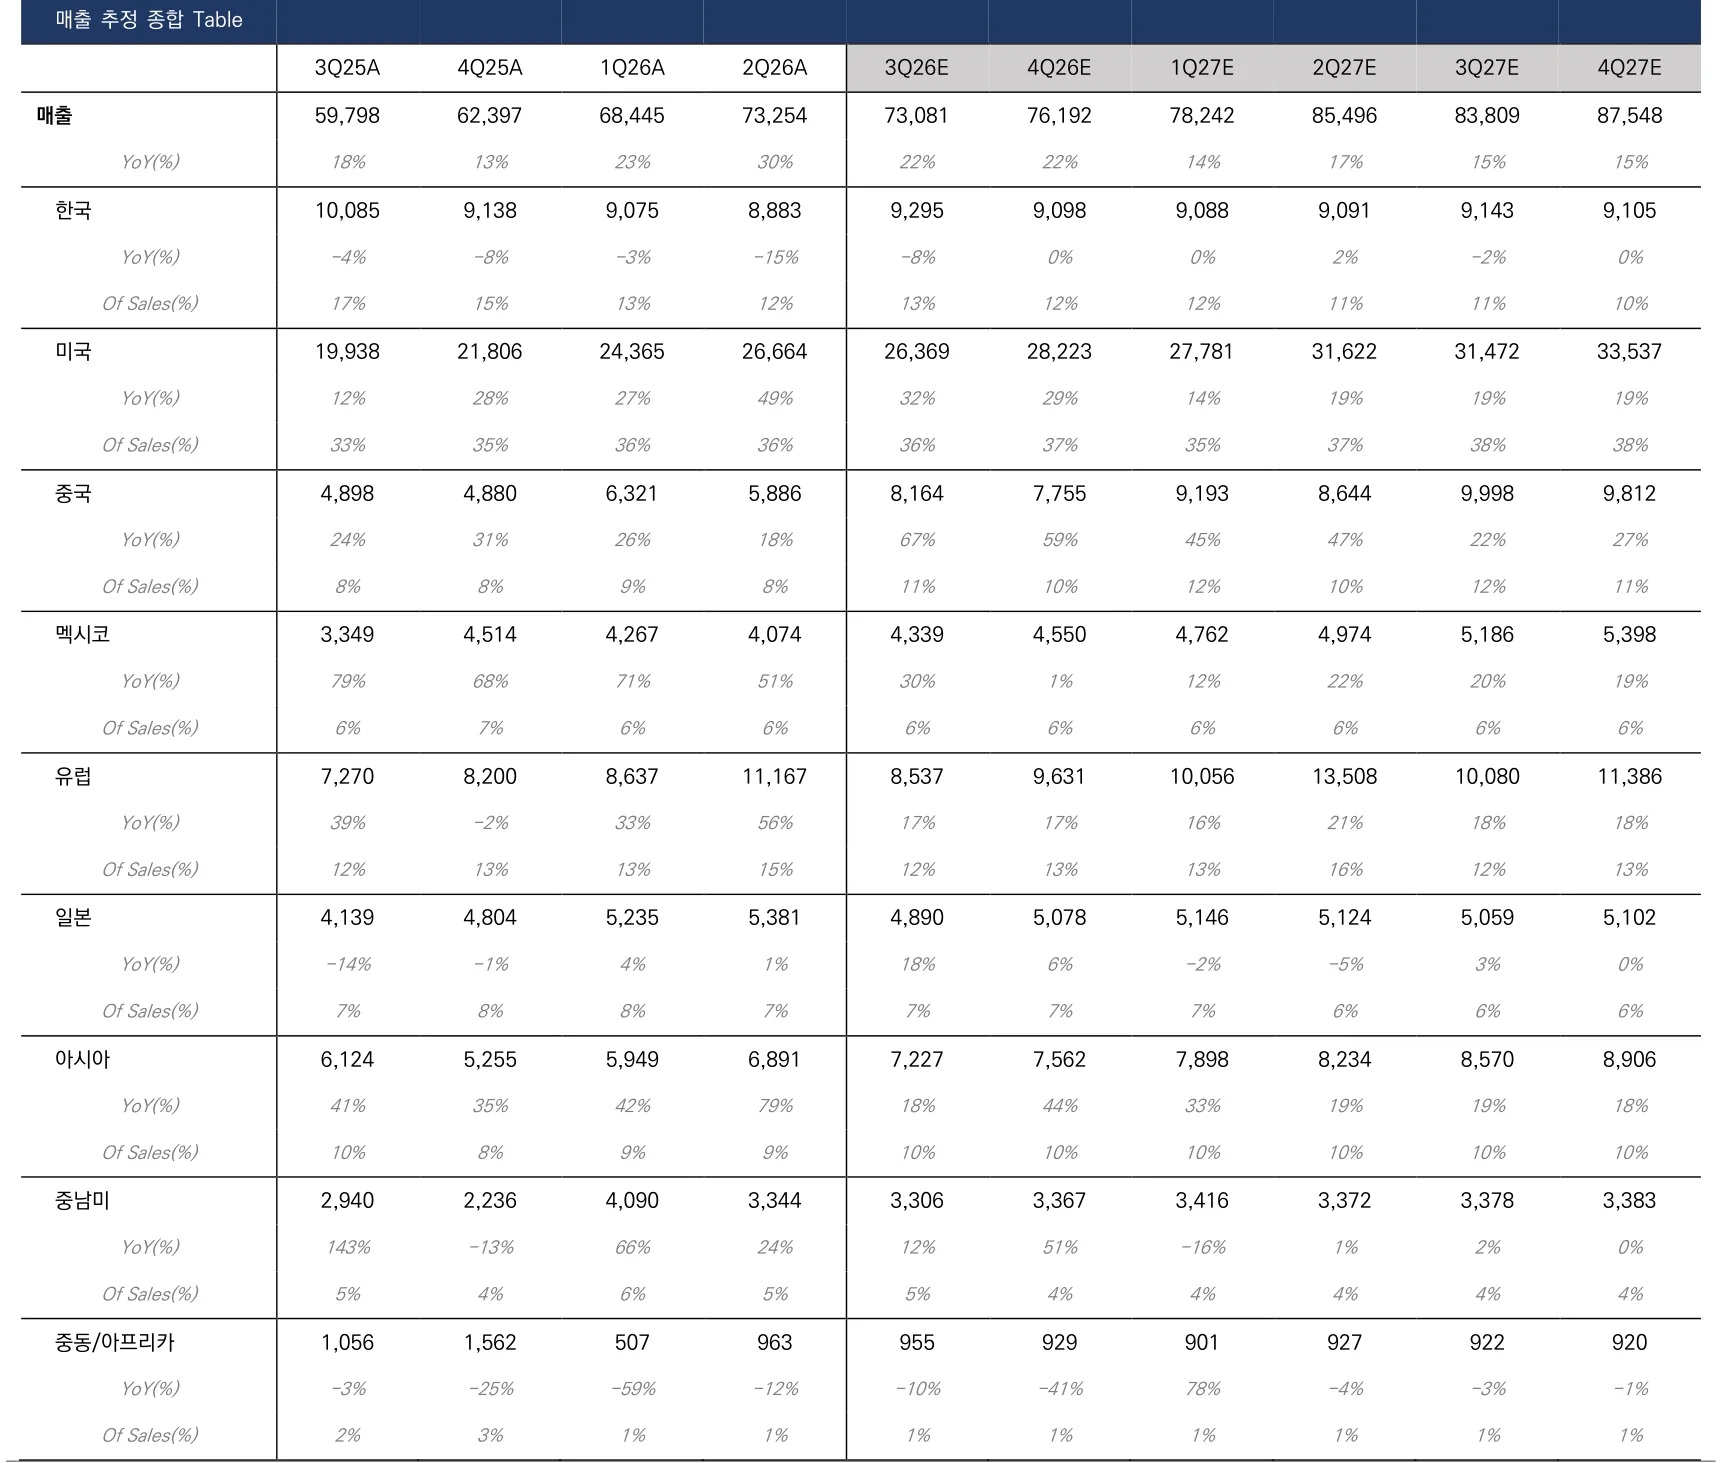 매출 추정 종합 Table
3Q25A 4Q25A 1Q26A 2Q26A 3Q26E 4Q26E 1Q27E 2Q27E 3Q27E 4Q27E
매출 59,798 62,397 68,445 73,254 73,081 76,192 78,242 85,496 83,809 87,548
YoY(%) 18% 13% 23% 30% 22% 22% 14% 17% 15% 15%
한국 10,085 9,138 9,075 8,883 9,295 9,098 9,088 9,091 9,143 9,105
YoY(%) -4% -8% -3% -15% -8% 0% 0% 2% -2% 0%
Of Sales(%) 17% 15% 13% 12% 13% 12% 12% 11% 11% 10%
미국 19,938 21,806 24,365 26,664 26,369 28,223 27,781 31,622 31,472 33,537
YoY(%) 12% 28% 27% 49% 32% 29% 14% 19% 19% 19%
Of Sales(%) 33% 35% 36% 36% 36% 37% 35% 37% 38% 38%
중국 4,898 4,880 6,321 5,886 8,164 7,755 9,193 8,644 9,998 9,812
YoY(%) 24% 31% 26% 18% 67% 59% 45% 47% 22% 27%
Of Sales(%) 8% 8% 9% 8% 11% 10% 12% 10% 12% 11%
멕시코 3,349 4,514 4,267 4,074 4,339 4,550 4,762 4,974 5,186 5,398
YoY(%) 79% 68% 71% 51% 30% 1% 12% 22% 20% 19%
Of Sales(%) 6% 7% 6% 6% 6% 6% 6% 6% 6% 6%
유럽 7,270 8,200 8,637 11,167 8,537 9,631 10,056 13,508 10,080 11,386
YoY(%) 39% -2% 33% 56% 17% 17% 16% 21% 18% 18%
Of Sales(%) 12% 13% 13% 15% 12% 13% 13% 16% 12% 13%
일본 4,139 4,804 5,235 5,381 4,890 5,078 5,146 5,124 5,059 5,102
YoY(%) -14% -1% 4% 1% 18% 6% -2% -5% 3% 0%
Of Sales(%) 7% 8% 8% 7% 7% 7% 7% 6% 6% 6%
아시아 6,124 5,255 5,949 6,891 7,227 7,562 7,898 8,234 8,570 8,906
YoY(%) 41% 35% 42% 79% 18% 44% 33% 19% 19% 18%
Of Sales(%) 10% 8% 9% 9% 10% 10% 10% 10% 10% 10%
중남미 2,940 2,236 4,090 3,344 3,306 3,367 3,416 3,372 3,378 3,383
YoY(%) 143% -13% 66% 24% 12% 51% -16% 1% 2% 0%
Of Sales(%) 5% 4% 6% 5% 5% 4% 4% 4% 4% 4%
중동/아프리카 1,056 1,562 507 963 955 929 901 927 922 920
YoY(%) -3% -25% -59% -12% -10% -41% 78% -4% -3% -1%
Of Sales(%) 2% 3% 1% 1% 1% 1% 1% 1% 1% 1%